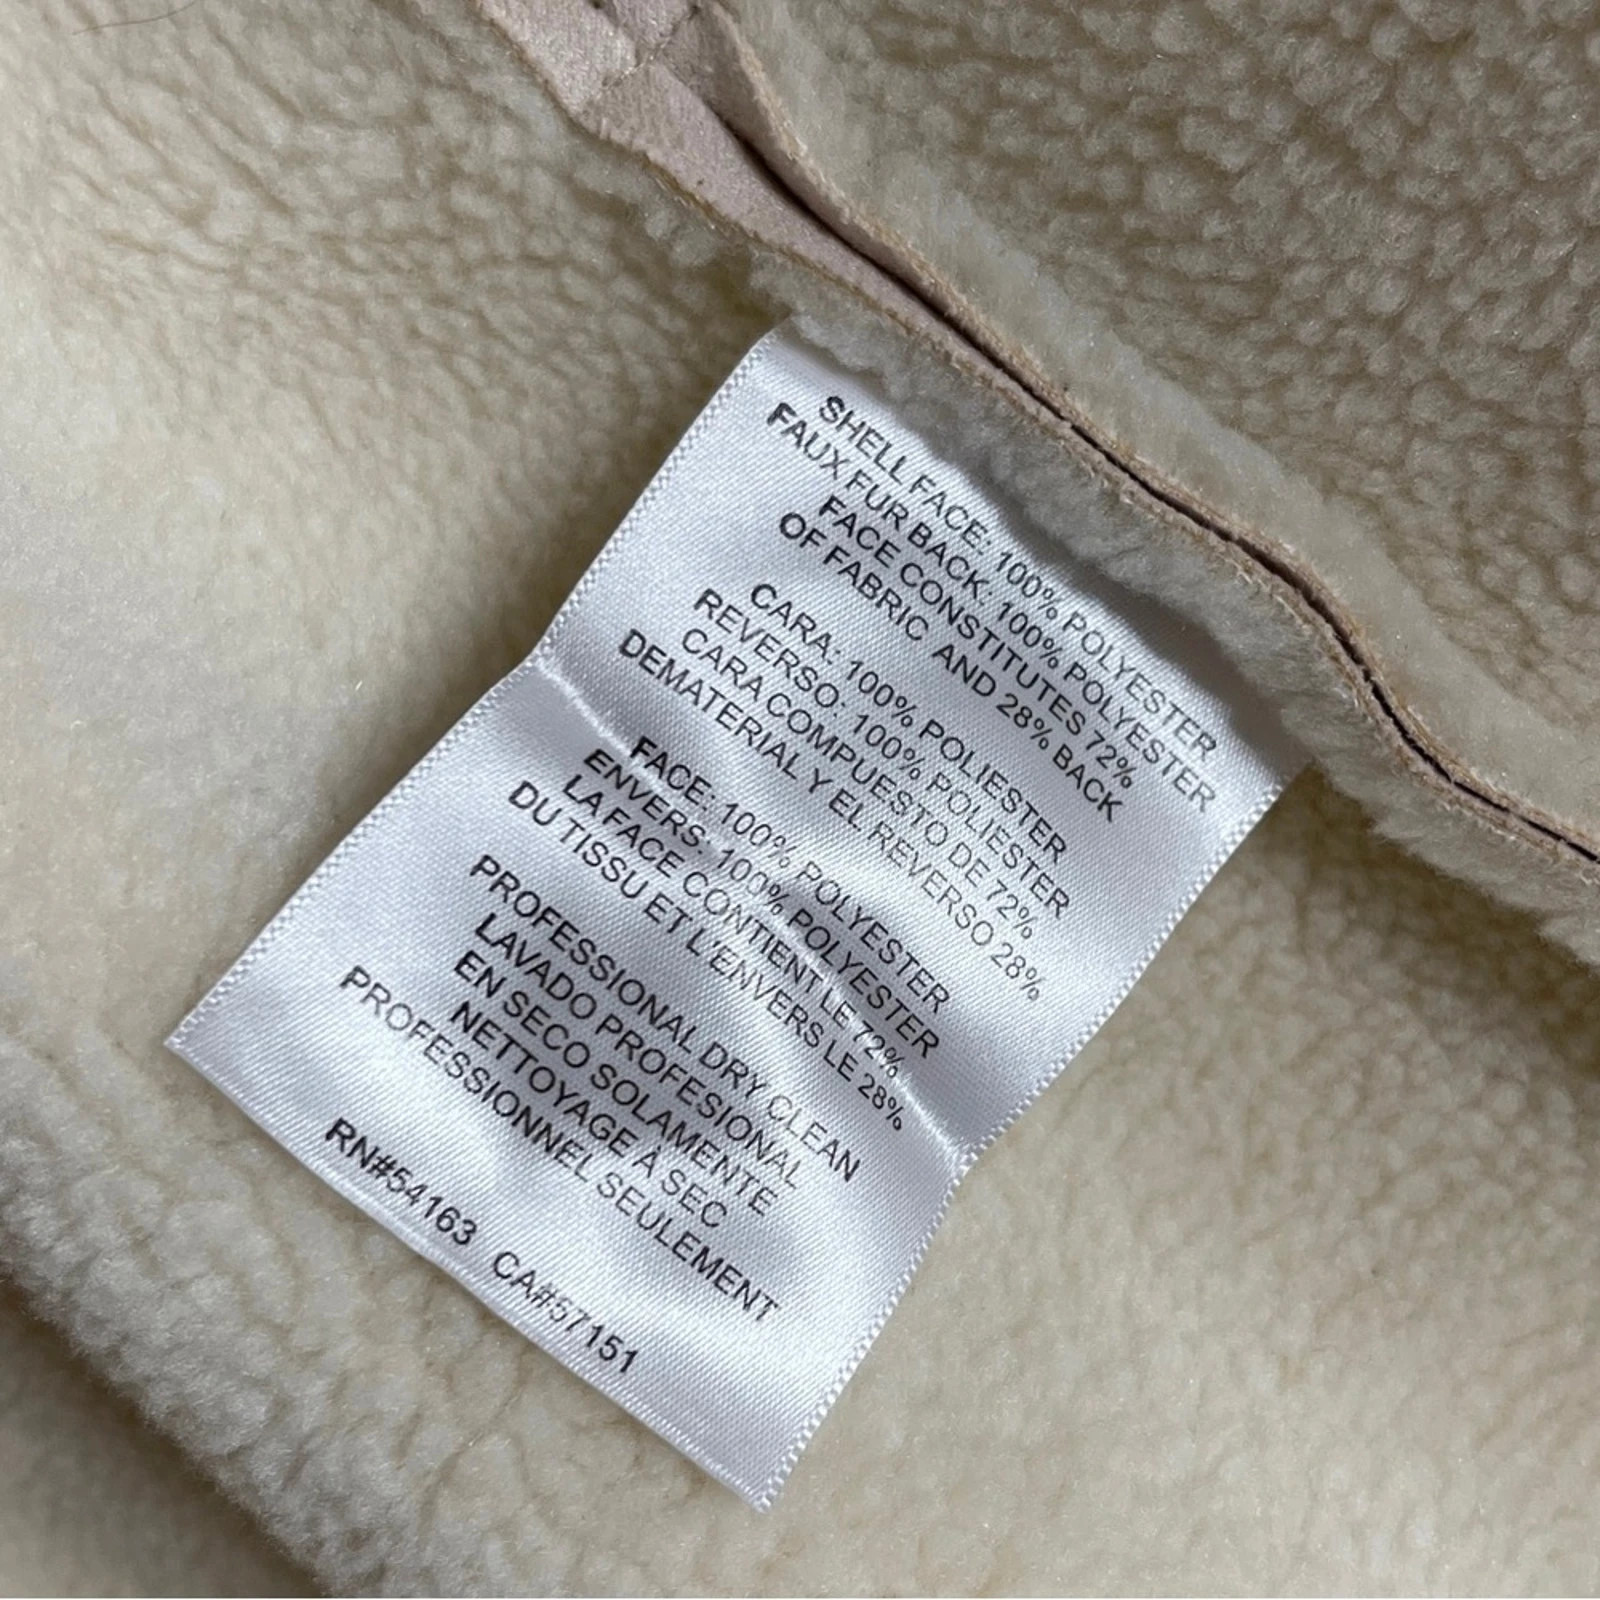 SHELL FACE: 100% POLYESTER
FAUX FUR BACK: 100% POLYESTER
FACE CONSTITUTES 72%
OF FABRIC AND 28% BACK
CARA: 100% POLIESTER
REVERSO: 100% POLIESTER
CARA COMPUESTO DE 72%
DEMATERIAL Y EL REVERSO 28%
FACE: 100% POLYESTER
ENVERS: 100% POLYESTER
LA FACE CONTIENT LE 72%
DU TISSU ET L'ENVERS LE 28%
PROFESSIONAL DRY CLEAN
LAVADO PROFESIONAL
EN SECO SOLAMENTE
NETTOYAGE À SEC
PROFESSIONNEL SEULEMENT
RN#54163 CA#57151